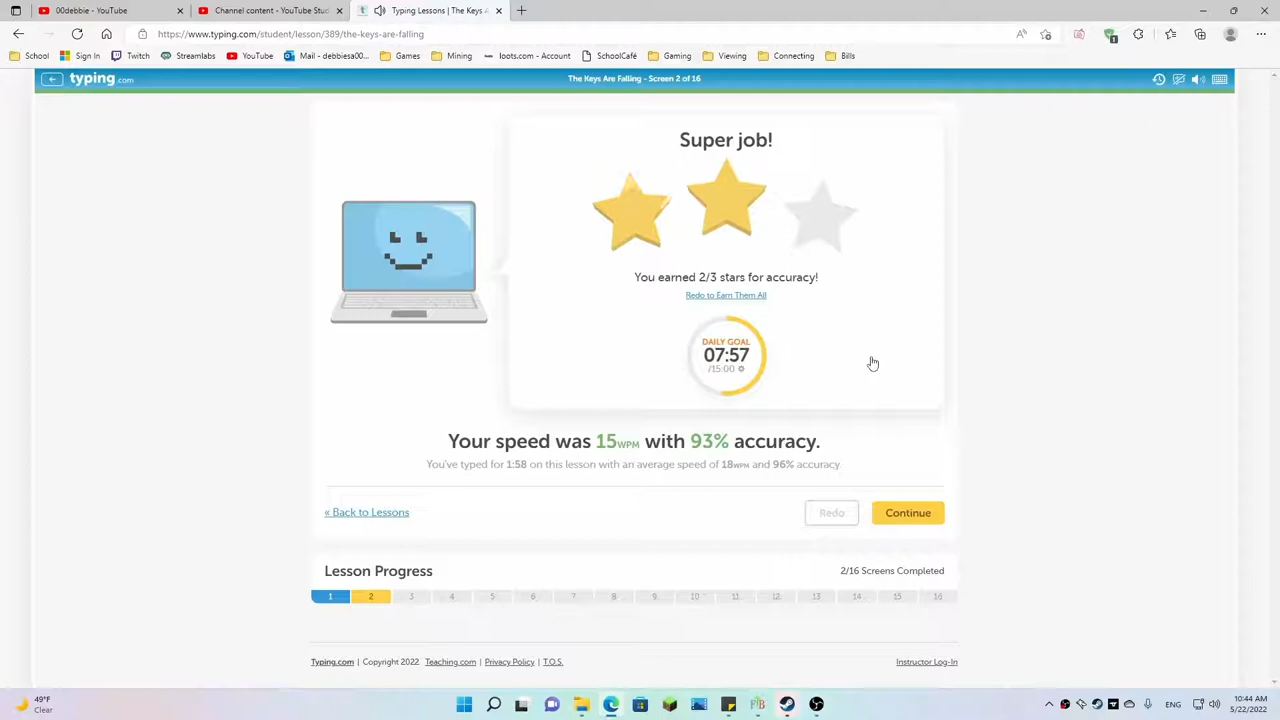 00debbie - YouTube
Channel content - YouTube Stud
Typing Lessons | The Keys A
https://www.typing.com/student/lesson/389/the-keys-are-falling
School
Sign In
Twitch
Streamlabs
YouTube
Mail - debbiesa00...
Games
Mining
loots.com - Account
SchoolCafé
Gaming
Viewing
Connecting
Bills
typing.com
The Keys Are Falling - Screen 2 of 16
Super job!
You earned 2/3 stars for accuracy!
Redo to Earn Them All
DAILY GOAL
07:57
/15:00
Your speed was 15WPM with 93% accuracy.
You've typed for 1:58 on this lesson with an average speed of 18WPM and 96% accuracy.
« Back to Lessons
Redo
Continue
Lesson Progress
2/16 Screens Completed
1 2 3 4 5 6 7 8 9 10 11 12 13 14 15 16
Typing.com | Copyright 2022 Teaching.com | Privacy Policy | T.O.S.
Instructor Log-In
49°F
Clear
ENG
10:44 AM
5/22/2022